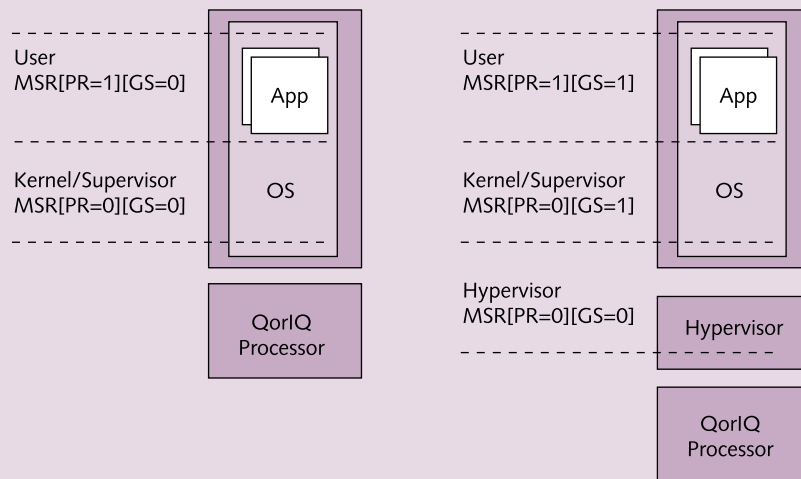 User
MSR[PR=1][GS=0]
App
Kernel/Supervisor
MSR[PR=0][GS=0]
OS
QorIQ
Processor
User
MSR[PR=1][GS=1]
App
Kernel/Supervisor
MSR[PR=0][GS=1]
OS
Hypervisor
MSR[PR=0][GS=0]
Hypervisor
QorIQ
Processor